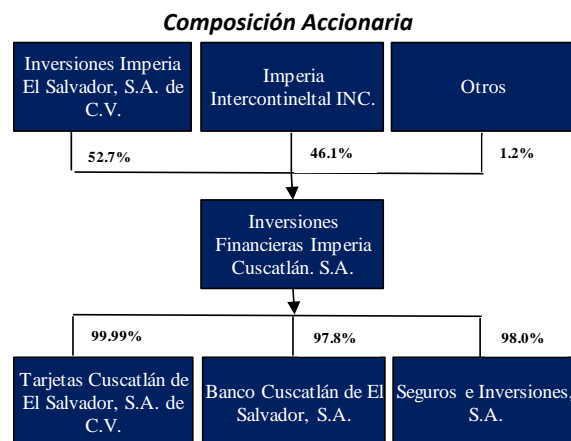 Composición Accionaria
Inversiones Imperia
El Salvador, S.A. de
C.V.
Imperia
Intercontineltal INC.
Otros
52.7%
46.1%
1.2%
Inversiones
Financieras Imperia
Cuscatlán. S.A.
99.99%
97.8%
98.0%
Tarjetas Cuscatlán de
El Salvador, S.A. de
C.V.
Banco Cuscatlán de El
Salvador, S.A.
Seguros e Inversiones,
S.A.